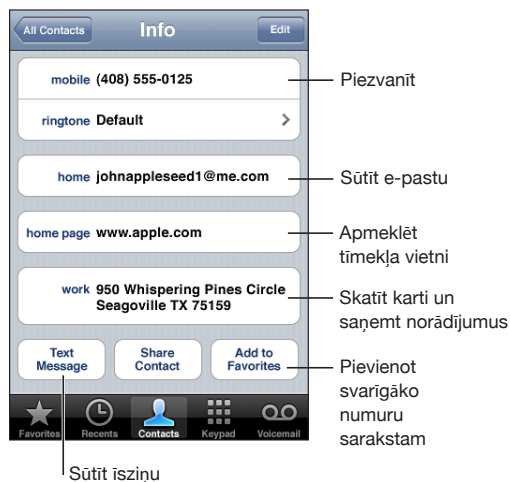 All Contacts
Info
Edit
mobile (408) 555-0125
Piezvanīt
ringtone Default
home johnappleseed1@me.com
Sūtīt e-pastu
home page www.apple.com
Apmeklēt
tīmekļa vietni
work 950 Whispering Pines Circle
Seagoville TX 75159
Skatīt karti un
saņemt norādījumus
Text
Message
Share
Contact
Add to
Favorites
Pievienot
svarīgāko
numuru
sarakstam
Favorites
Recents
Contacts
Keypad
Voicemail
Sūtīt īsziņu